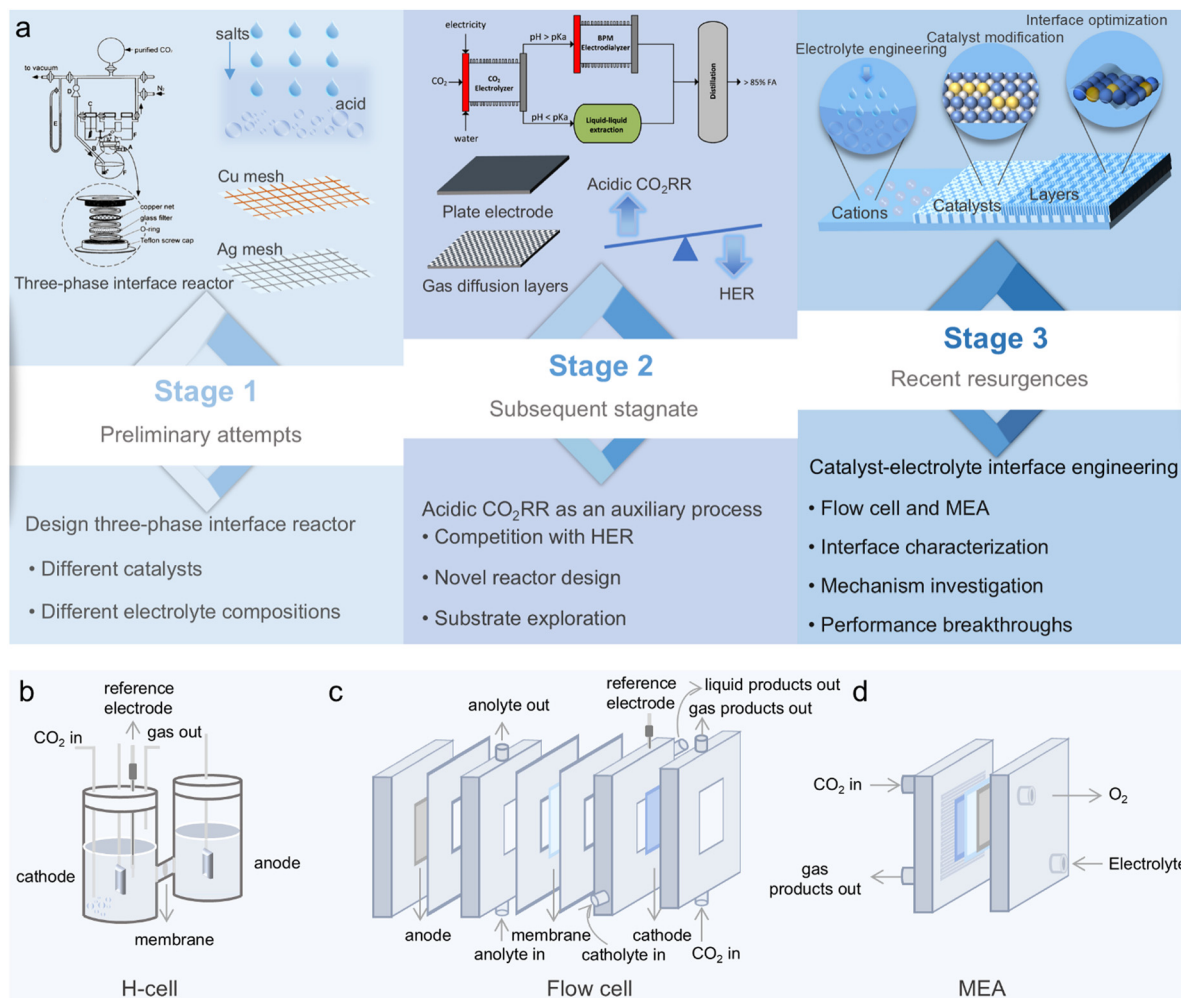 a
purified CO₂
to vacuum
N₂
D
C
E
F
A
B
F
copper net
glass filter
O-ring
Teflon screw cap
Three-phase interface reactor
salts
acid
Cu mesh
Ag mesh
Stage 1
Preliminary attempts
Design three-phase interface reactor
• Different catalysts
• Different electrolyte compositions
electricity
CO₂
CO₂
Electrolyzer
water
pH > pKa
pH < pKa
BPM
Electrodialyzer
Liquid-liquid
extraction
Distillation
> 85% FA
Plate electrode
Gas diffusion layers
Acidic CO₂RR
HER
Stage 2
Subsequent stagnate
Acidic CO₂RR as an auxiliary process
• Competition with HER
• Novel reactor design
• Substrate exploration
Electrolyte engineering
Catalyst modification
Interface optimization
Cations
Catalysts
Layers
Stage 3
Recent resurgences
Catalyst-electrolyte interface engineering
• Flow cell and MEA
• Interface characterization
• Mechanism investigation
• Performance breakthroughs
b
reference
electrode
CO₂ in
gas out
cathode
anode
membrane
H-cell
c
anolyte out
reference
electrode
liquid products out
gas products out
anode
anolyte in
membrane
catholyte in
cathode
CO₂ in
Flow cell
d
CO₂ in
O₂
gas
products out
Electrolyte
MEA